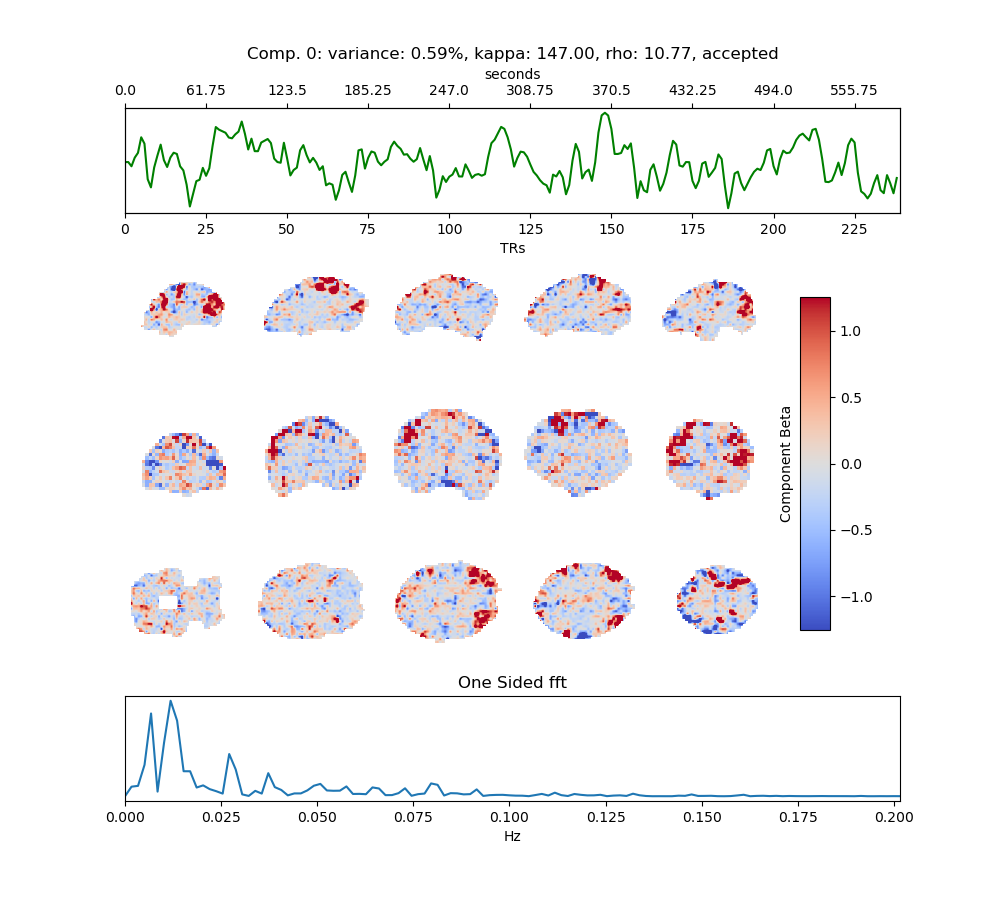 Comp. 0: variance: 0.59%, kappa: 147.00, rho: 10.77, accepted
seconds
0.0 61.75 123.5 185.25 247.0 308.75 370.5 432.25 494.0 555.75
0 25 50 75 100 125 150 175 200 225
TRs
1.0
0.5
0.0
−0.5
−1.0
Component Beta
One Sided fft
0.000 0.025 0.050 0.075 0.100 0.125 0.150 0.175 0.200
Hz